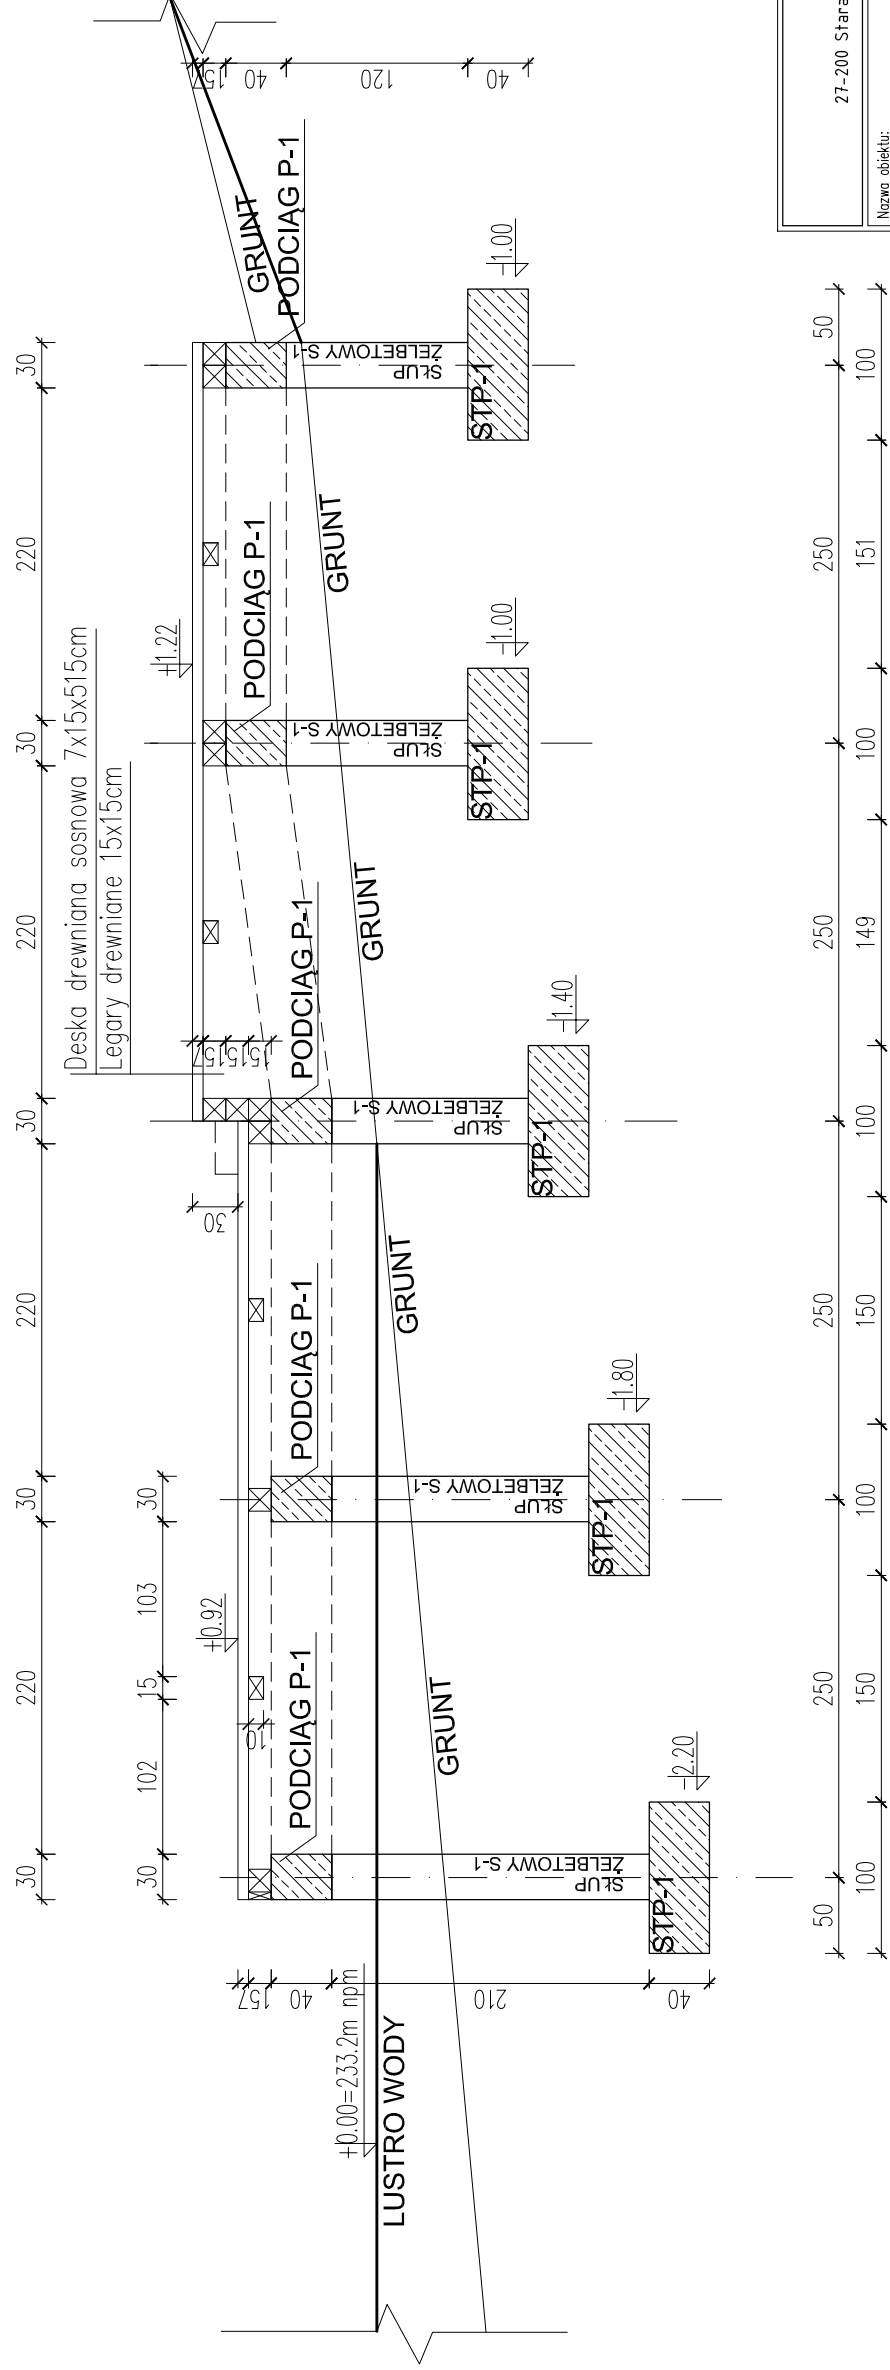 30
220
30
220
30
220
30
220
30
30
102
15
103
30
Deska drewniana sosnowa 7x15x515cm
Legary drewniane 15x15cm
+0.92
±1.22
10
30
7
15
15
15
7
15
40
120
40
7
15
40
210
40
+0.00=233.2m npm
LUSTRO WODY
PODCIĄG P-1
PODCIĄG P-1
PODCIĄG P-1
PODCIĄG P-1
PODCIĄG P-1
GRUNT
GRUNT
GRUNT
GRUNT
GRUNT
SŁUP
ŻELBETOWY S-1
SŁUP
ŻELBETOWY S-1
SŁUP
ŻELBETOWY S-1
SŁUP
ŻELBETOWY S-1
SŁUP
ŻELBETOWY S-1
STP-1
STP-1
STP-1
STP-1
STP-1
-2.20
-1.80
-1.40
-1.00
-1.00
50
250
250
250
250
50
100
150
100
150
100
149
100
151
100
27-200 Stara
Nazwa obiektu: